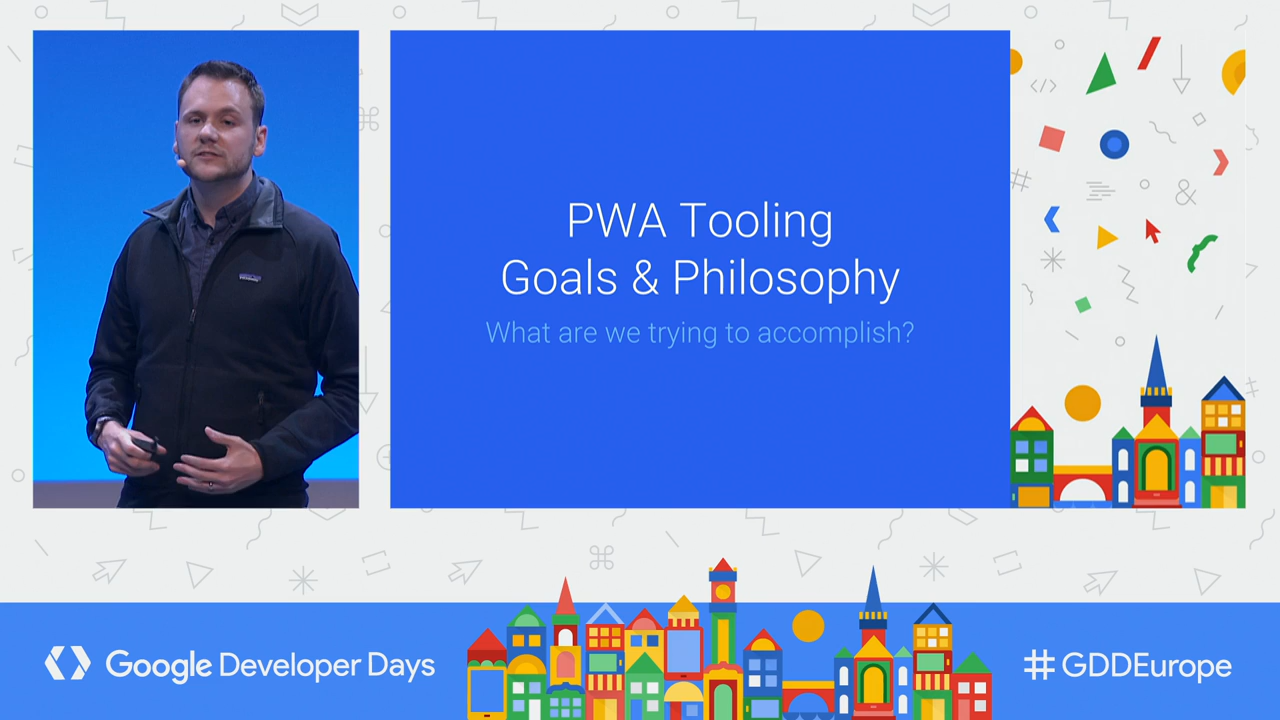 PWA Tooling
Goals & Philosophy
What are we trying to accomplish?
Google Developer Days
#GDDEurope